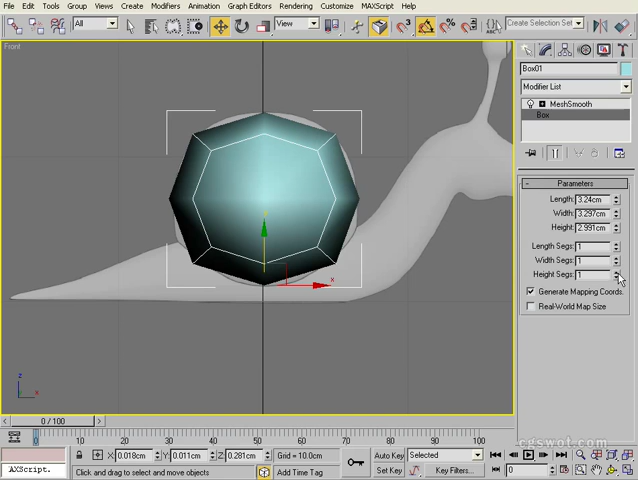 File Edit Tools Group Views Create Modifiers Animation Graph Editors Rendering Customize MAXScript Help
All View Create Selection Set
Front
Box01
Modifier List
MeshSmooth
Box
Parameters
Length: 3.24cm
Width: 3.297cm
Height: 2.991cm
Length Segs: 1
Width Segs: 1
Height Segs: 1
Generate Mapping Coords.
Real-World Map Size
z
x
x
0 / 100
0 10 20 30 40 50 60 70 80 90 100
cgswot.com
X: 0.018cm Y: 0.011cm Z: 0.281cm Grid = 10.0cm Auto Key Selected
AXScript. Click and drag to select and move objects Add Time Tag Set Key Key Filters... 0